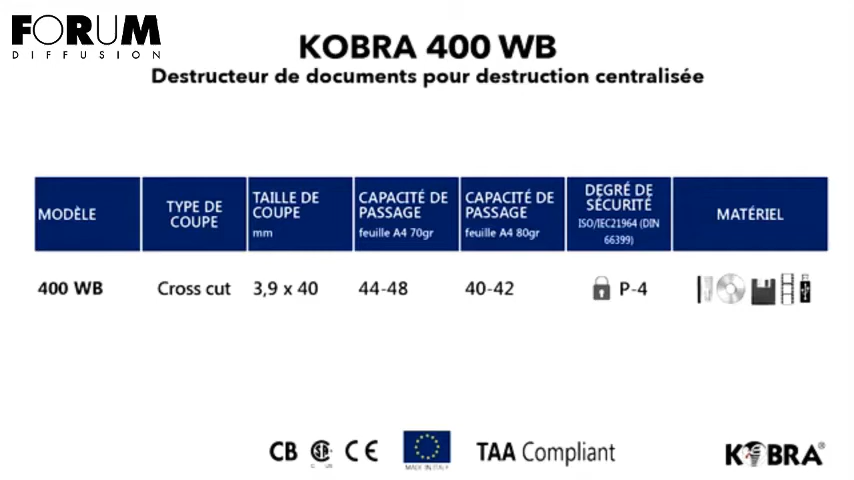 FORUM
DIFFUSION
KOBRA 400 WB
Destructeur de documents pour destruction centralisée
MODÈLE
TYPE DE
COUPE
TAILLE DE
COUPE
mm
CAPACITÉ DE
PASSAGE
feuille A4 70gr
CAPACITÉ DE
PASSAGE
feuille A4 80gr
DEGRÉ DE
SÉCURITÉ
ISO/IEC21964 (DIN
66399)
MATÉRIEL
400 WB
Cross cut
3,9 x 40
44-48
40-42
P-4
CB
SA
C US
CE
MADE IN ITALY
TAA Compliant
KOBRA®